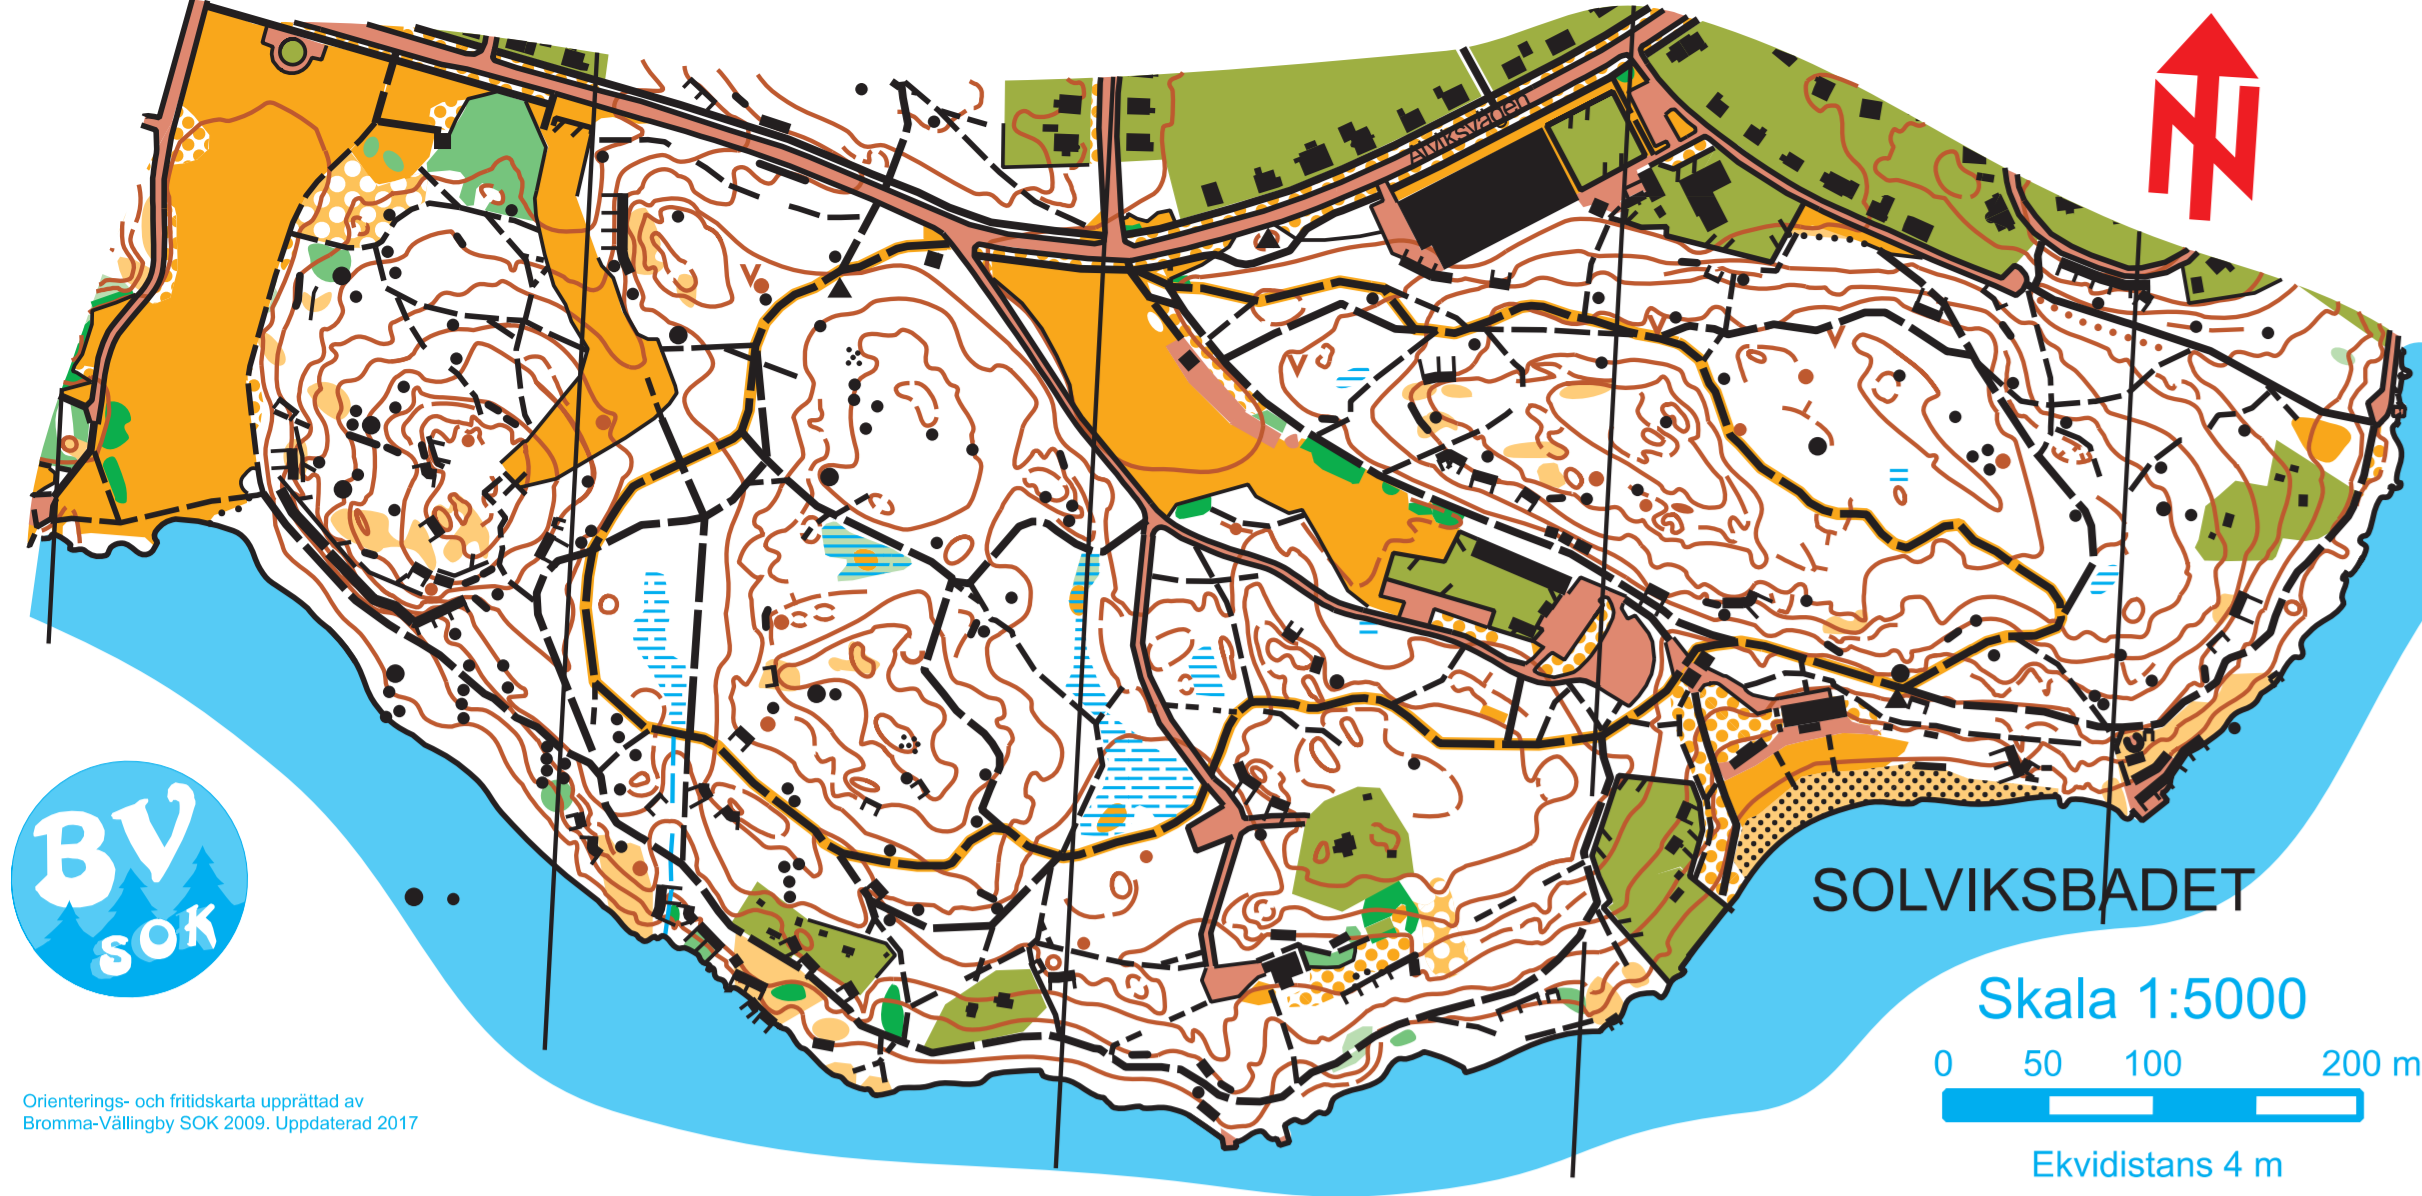 Alviksvägen
BV
SOK
SOLVIKSBADET
Skala 1:5000
0 50 100 200 m
Ekvidistans 4 m
Orienterings- och fritidskarta upprättad av
Bromma-Vällingby SOK 2009. Uppdaterad 2017